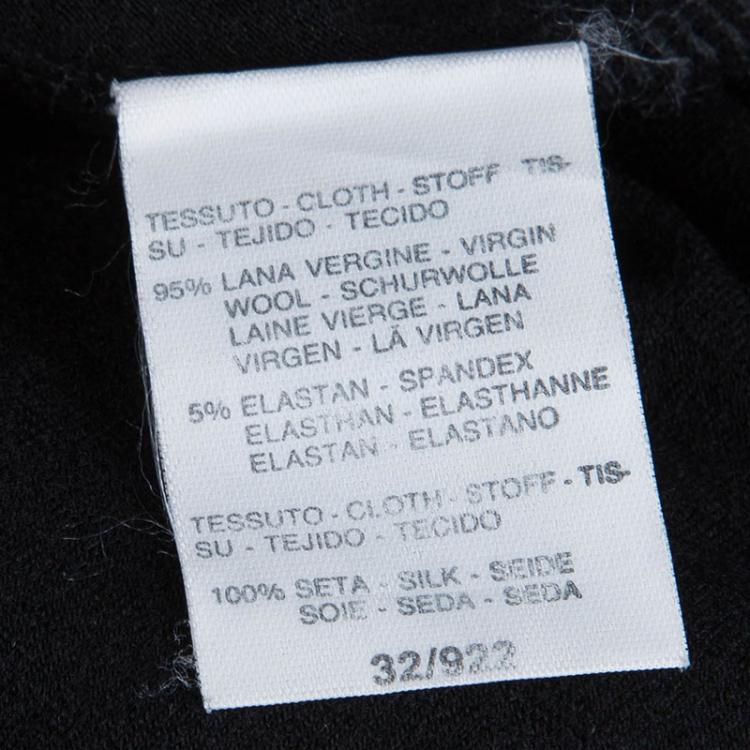 TESSUTO - CLOTH - STOFF TIS-
SU - TEJIDO - TECIDO
95% LANA VERGINE - VIRGIN
WOOL - SCHURWOLLE
LAINE VIERGE - LANA
VIRGEN - LÃ VIRGEN
5% ELASTAN - SPANDEX
ELASTHAN - ELASTHANNE
ELASTAN - ELASTANO
TESSUTO - CLOTH - STOFF - TIS-
SU - TEJIDO - TECIDO
100% SETA - SILK - SEIDE
SOIE - SEDA - SEDA
32/922